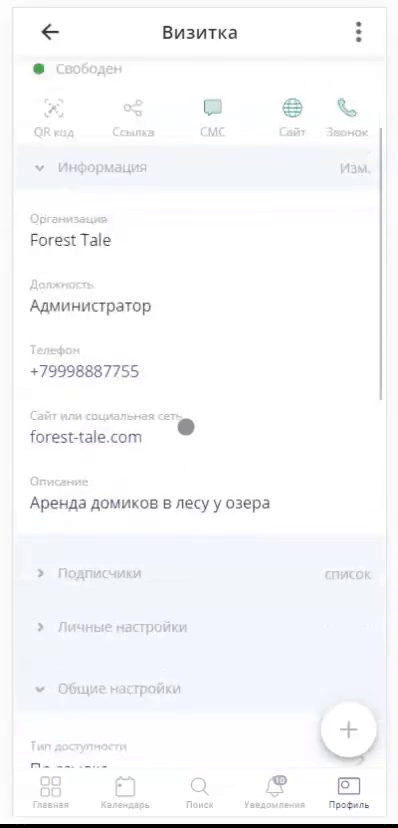 Визитка
Свободен
QR код Ссылка СМС Сайт Звонок
Информация Изм.
Организация
Forest Tale
Должность
Администратор
Телефон
+79998887755
Сайт или социальная сеть
forest-tale.com
Описание
Аренда домиков в лесу у озера
Подписчики список
Личные настройки
Общие настройки
Тип доступности
По ссылке
10
Главная Календарь Поиск Уведомления Профиль